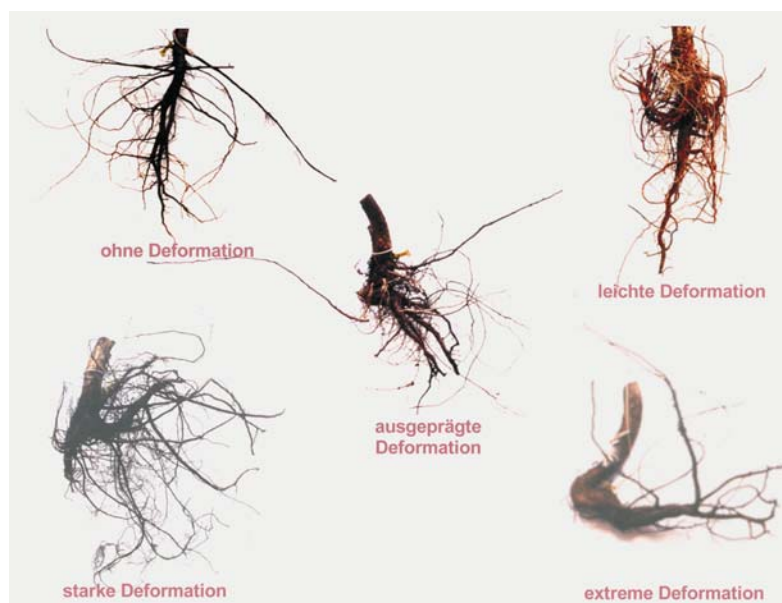 ohne Deformation
leichte Deformation
ausgeprägte
Deformation
starke Deformation
extreme Deformation